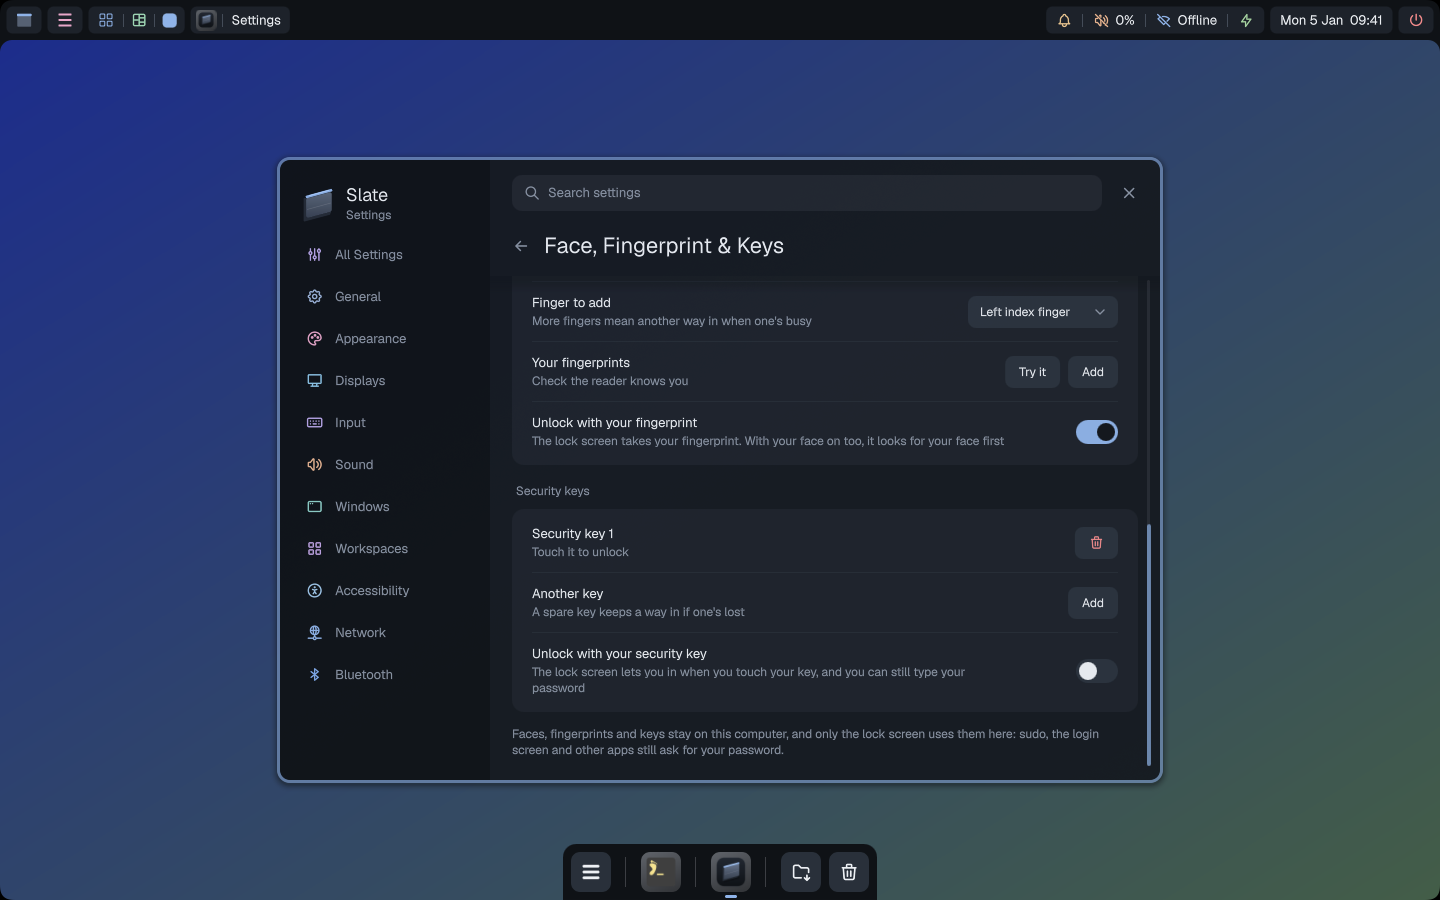 Settings
0%
Offline
Mon 5 Jan 09:41
Slate
Settings
All Settings
General
Appearance
Displays
Input
Sound
Windows
Workspaces
Accessibility
Network
Bluetooth
Search settings
Face, Fingerprint & Keys
Finger to add
More fingers mean another way in when one's busy
Left index finger
Your fingerprints
Check the reader knows you
Try it
Add
Unlock with your fingerprint
The lock screen takes your fingerprint. With your face on too, it looks for your face first
Security keys
Security key 1
Touch it to unlock
Another key
A spare key keeps a way in if one's lost
Add
Unlock with your security key
The lock screen lets you in when you touch your key, and you can still type your
password
Faces, fingerprints and keys stay on this computer, and only the lock screen uses them here: sudo, the login
screen and other apps still ask for your password.